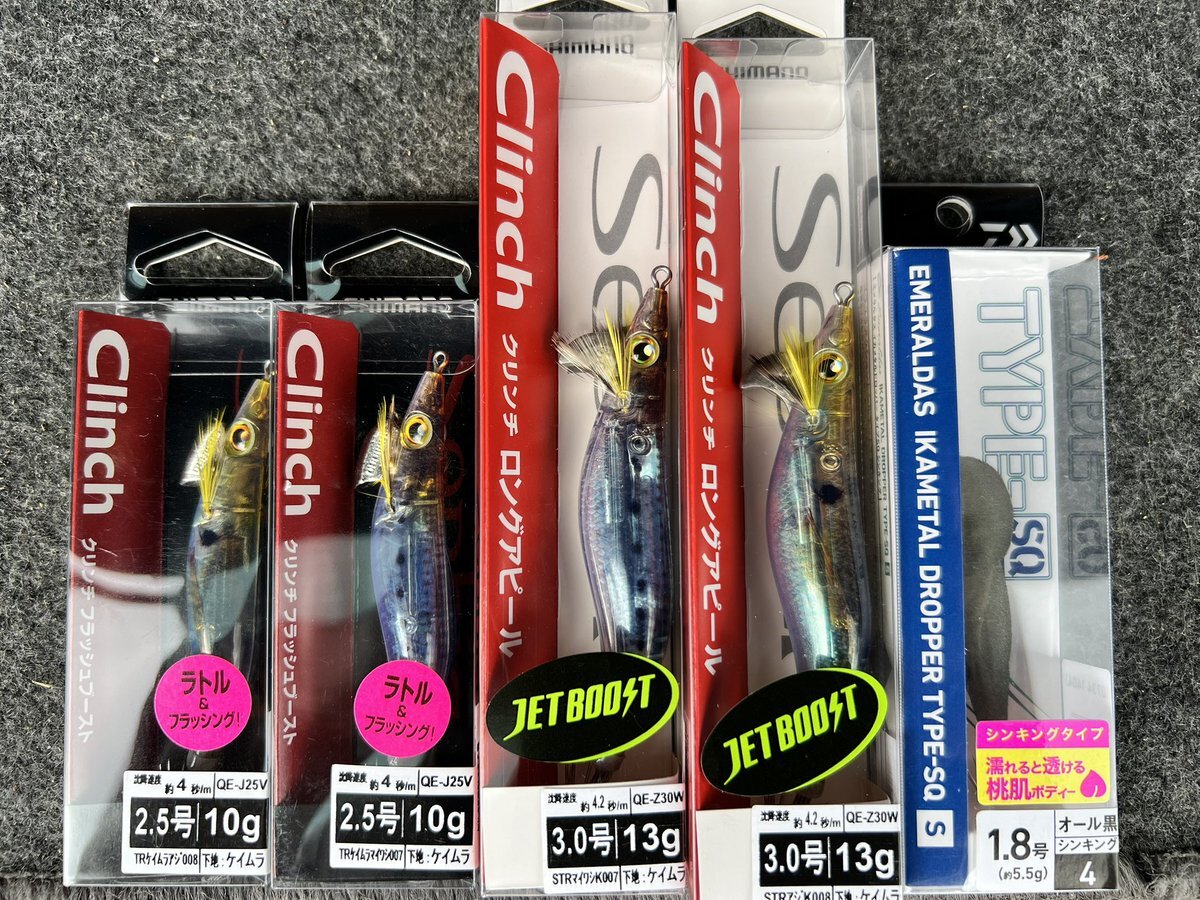 SHIMANO
Clinch
クリンチ フラッシュブースト
ラトル
&
フラッシング!
沈降速度 約4秒/m
QE-J25V
2.5号
10g
TRケイムラアジ008
下地:ケイムラ
SHIMANO
Clinch
クリンチ フラッシュブースト
ラトル
&
フラッシング!
沈降速度 約4秒/m
QE-J25V
2.5号
10g
TRケイムラマイワシ007
下地:ケイムラ
SHIMANO
Clinch
クリンチ ロングアピール
JET BOOST
沈降速度 約4.2秒/m
QE-Z30W
3.0号
13g
STRマイワシK007
下地:ケイムラ
SHIMANO
Clinch
クリンチ ロングアピール
JET BOOST
沈降速度 約4.2秒/m
QE-Z30W
3.0号
13g
STRアジK008
下地:ケイムラ
EMERALDAS IKAMETAL DROPPER TYPE-SQ S
TYPE-SQ
シンキングタイプ
濡れると透ける
桃肌ボディー
1.8号
(約5.5g)
オール黒
シンキング
4